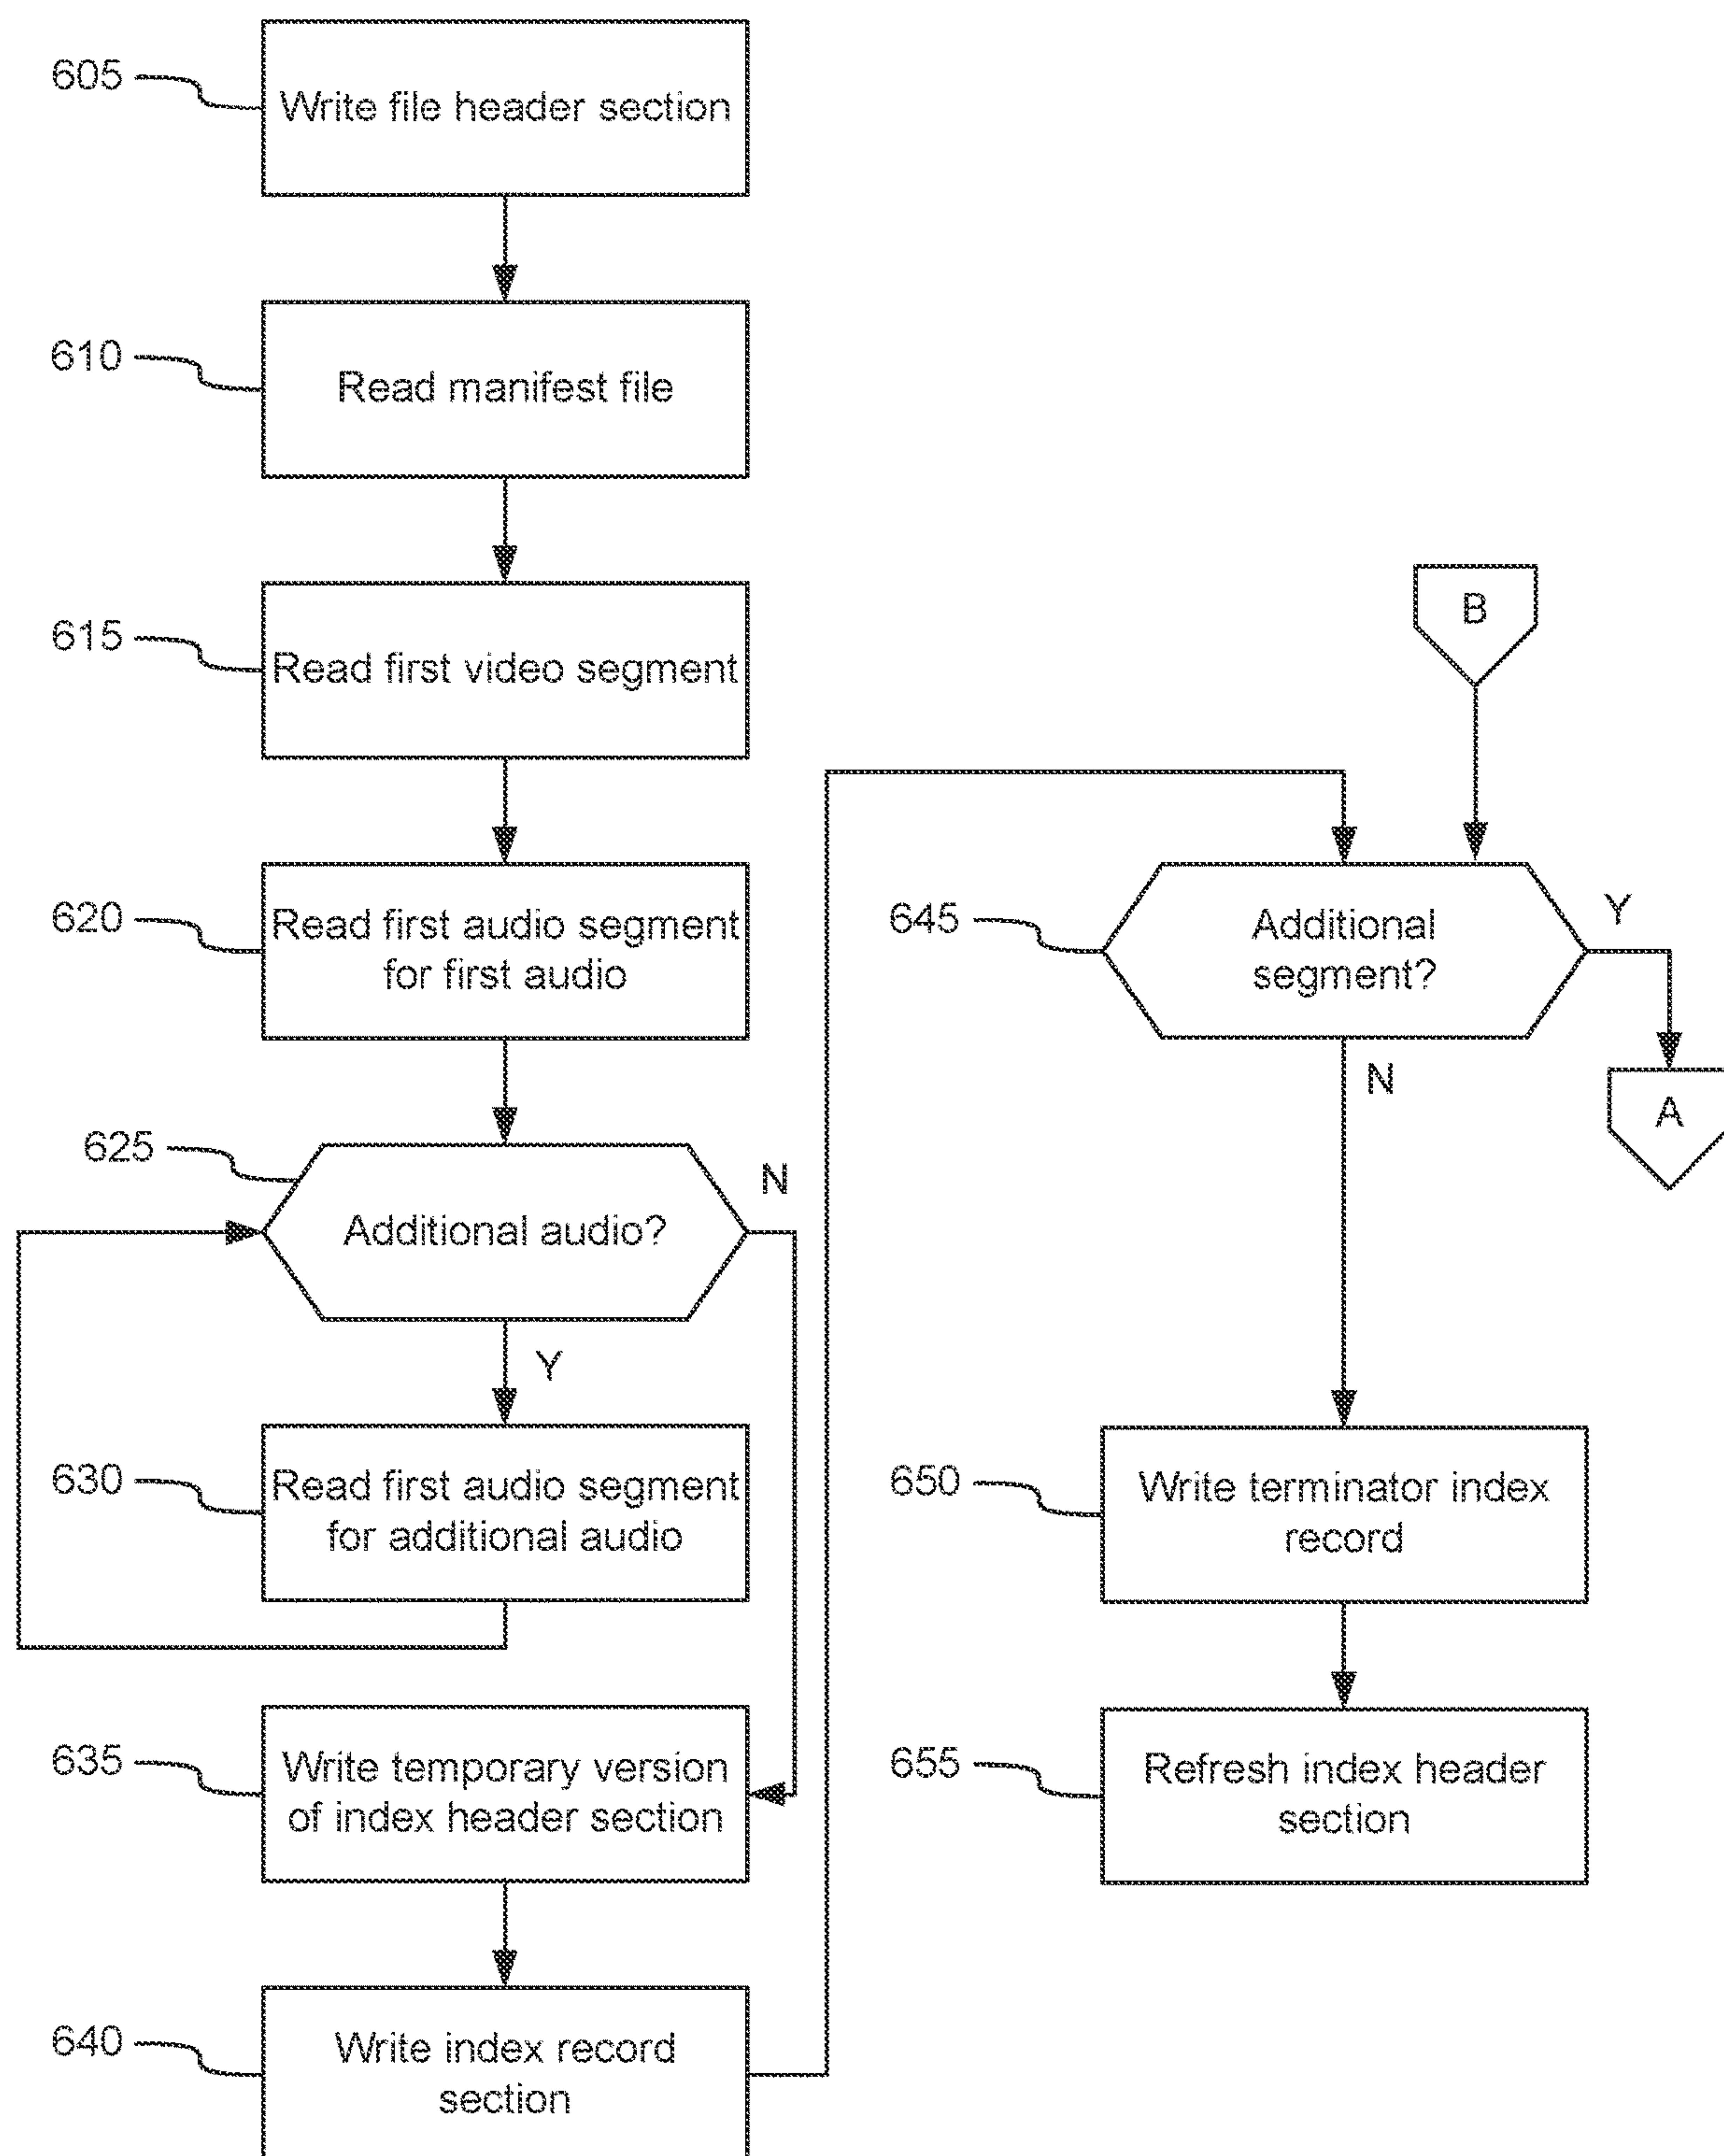 605
Write file header section
610
Read manifest file
615
Read first video segment
620
Read first audio segment
for first audio
625
Additional audio?
N
Y
630
Read first audio segment
for additional audio
635
Write temporary version
of index header section
640
Write index record
section
B
645
Additional
segment?
Y
A
N
650
Write terminator index
record
655
Refresh index header
section